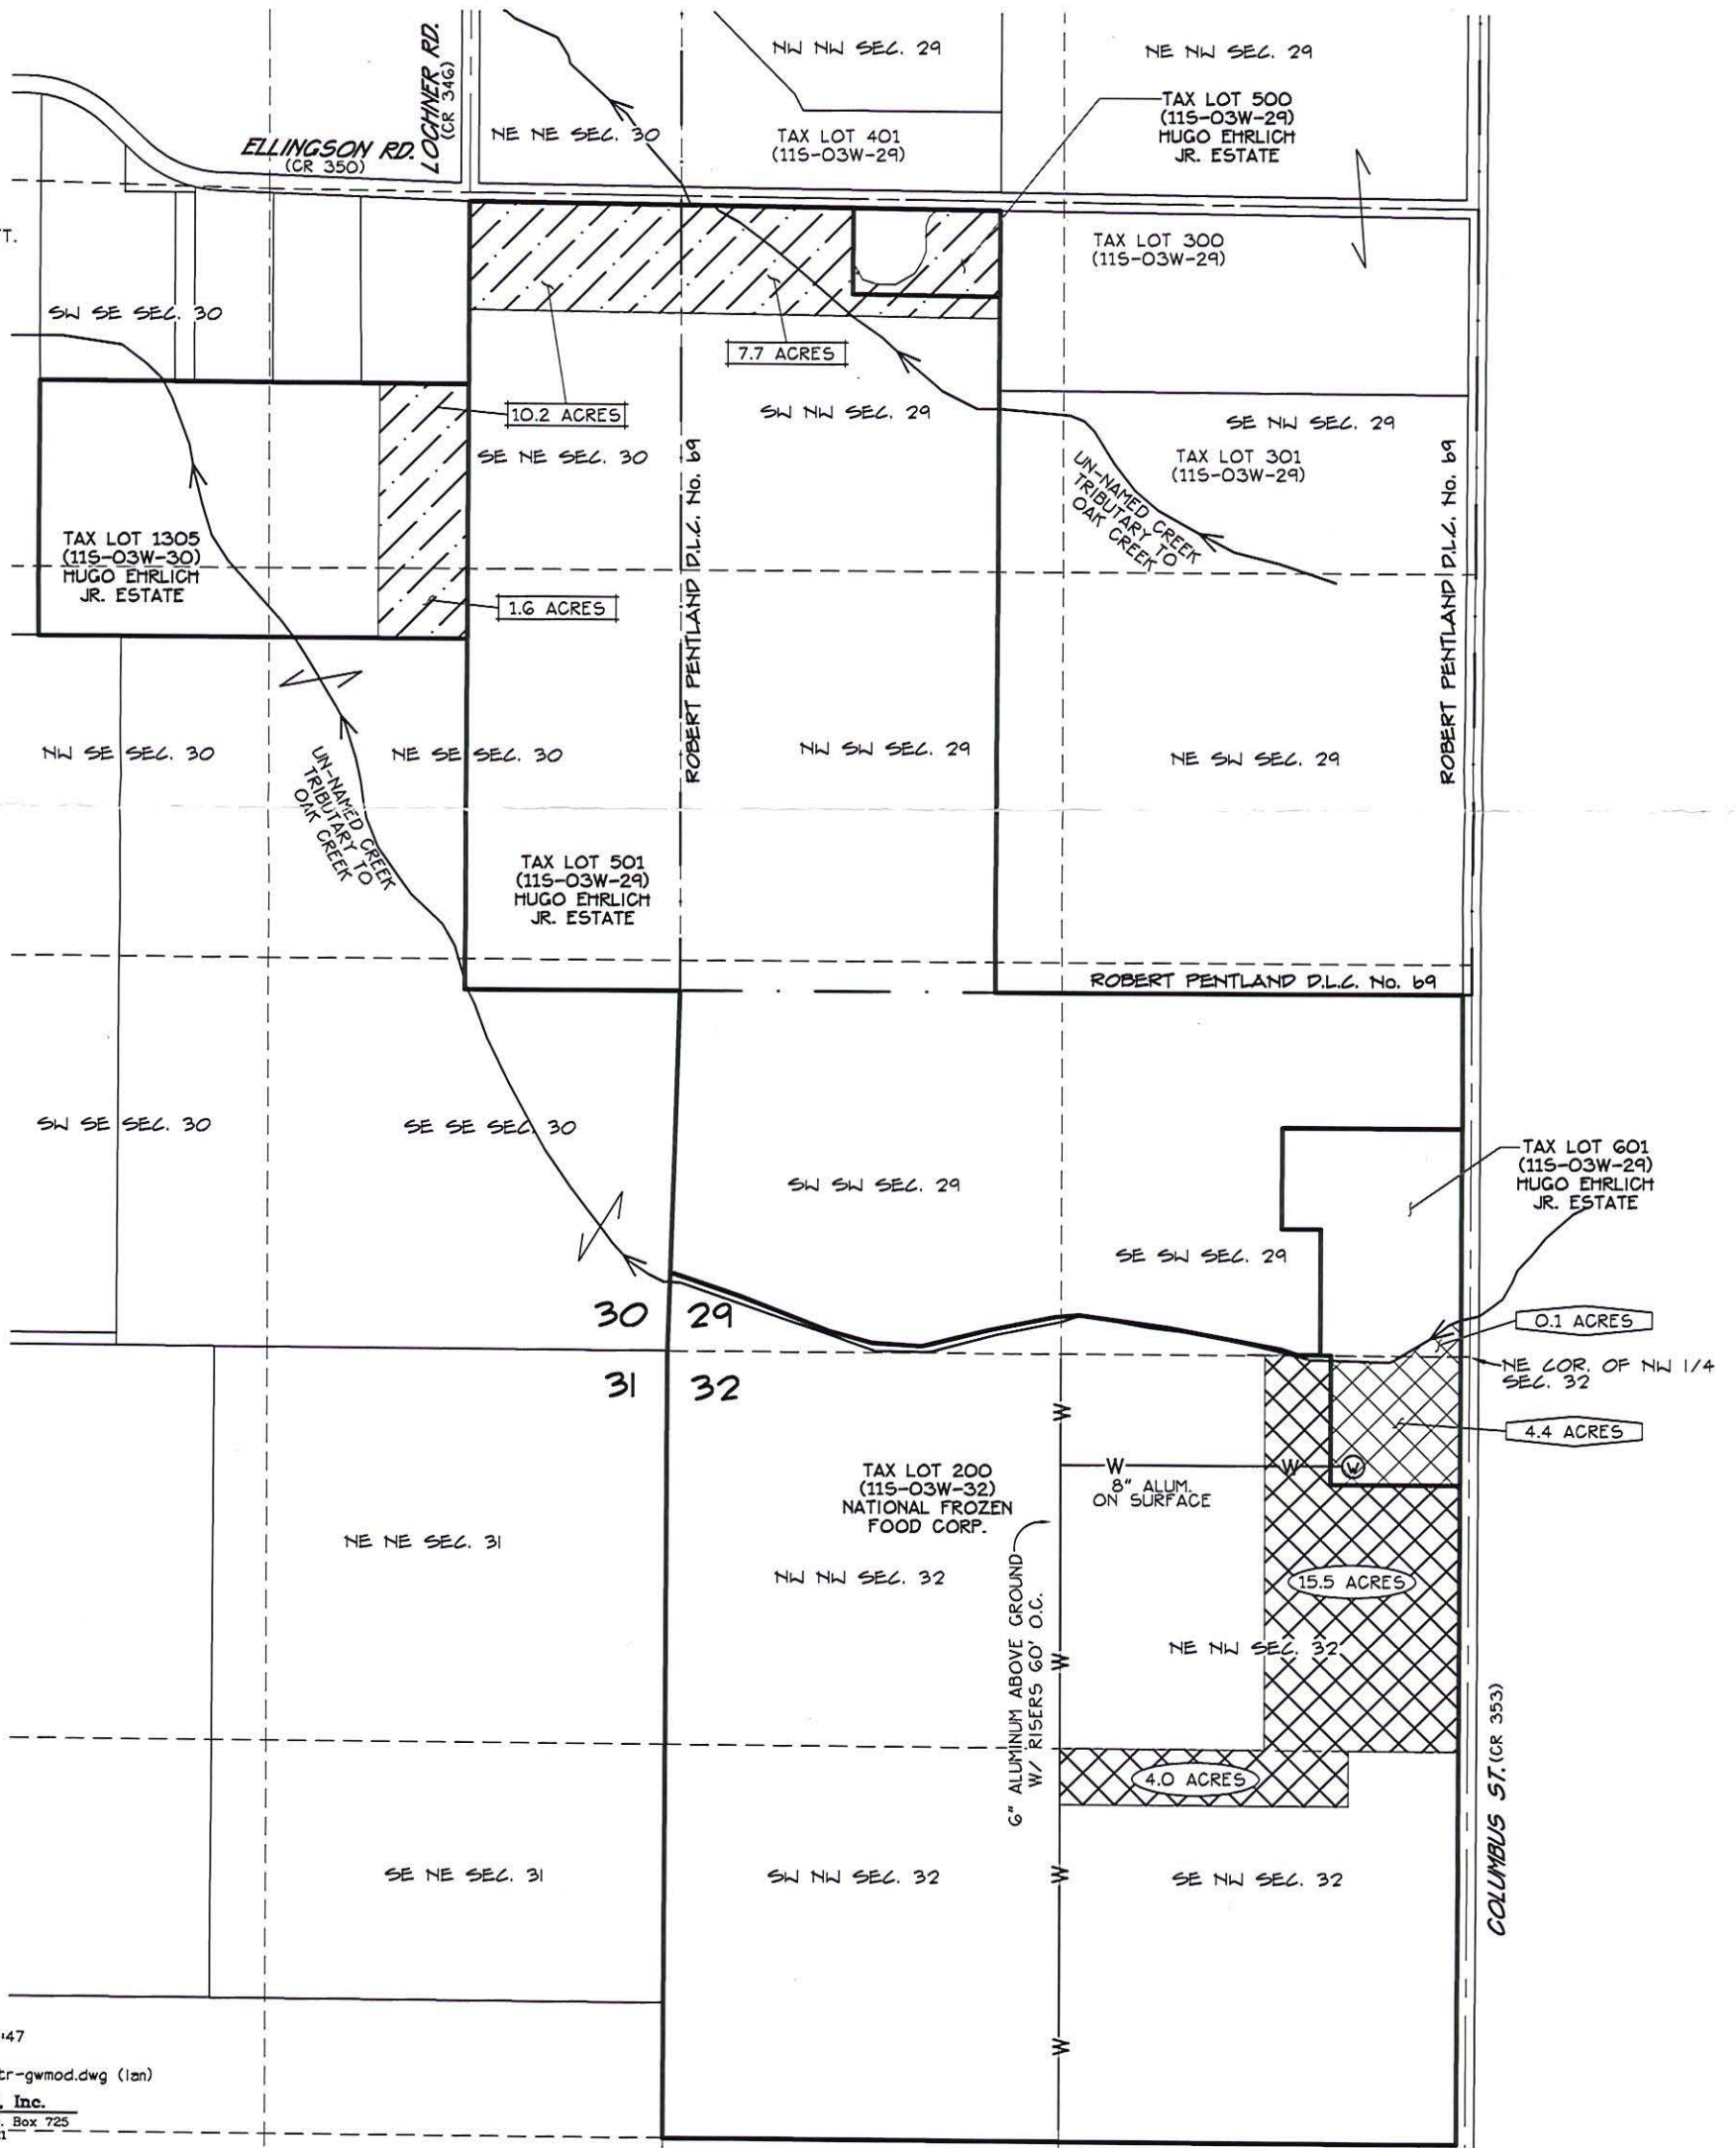 NW NW SEC. 29
NE NW SEC. 29
LOCHNER RD.
(CR 346)
ELLINGSON RD.
(CR 350)
NE NE SEC. 30
TAX LOT 401
(11S-03W-29)
TAX LOT 500
(11S-03W-29)
HUGO EHRLICH
JR. ESTATE
T.
TAX LOT 300
(11S-03W-29)
SW SE SEC. 30
7.7 ACRES
10.2 ACRES
SW NW SEC. 29
SE NW SEC. 29
SE NE SEC. 30
TAX LOT 301
(11S-03W-29)
ROBERT PENTLAND D.L.C. No. 69
ROBERT PENTLAND D.L.C. No. 69
UN-NAMED CREEK
TRIBUTARY TO
OAK CREEK
TAX LOT 1305
(11S-03W-30)
HUGO EHRLICH
JR. ESTATE
1.6 ACRES
NW SE SEC. 30
NE SE SEC. 30
NW SW SEC. 29
NE SW SEC. 29
UN-NAMED CREEK
TRIBUTARY TO
OAK CREEK
TAX LOT 501
(11S-03W-29)
HUGO EHRLICH
JR. ESTATE
ROBERT PENTLAND D.L.C. No. 69
SW SE SEC. 30
SE SE SEC. 30
SW SW SEC. 29
SE SW SEC. 29
TAX LOT 601
(11S-03W-29)
HUGO EHRLICH
JR. ESTATE
30 29
31 32
0.1 ACRES
NE COR. OF NW 1/4
SEC. 32
4.4 ACRES
W
W
W
W
8" ALUM.
ON SURFACE
TAX LOT 200
(11S-03W-32)
NATIONAL FROZEN
FOOD CORP.
NE NE SEC. 31
NW NW SEC. 32
6" ALUMINUM ABOVE GROUND
W/ RISERS 60' O.C.
W
15.5 ACRES
NE NW SEC. 32
4.0 ACRES
COLUMBUS ST. (CR 353)
SE NE SEC. 31
SW NW SEC. 32
W
SE NW SEC. 32
W
47
tr-gwmod.dwg (Ian)
, Inc.
. Box 725